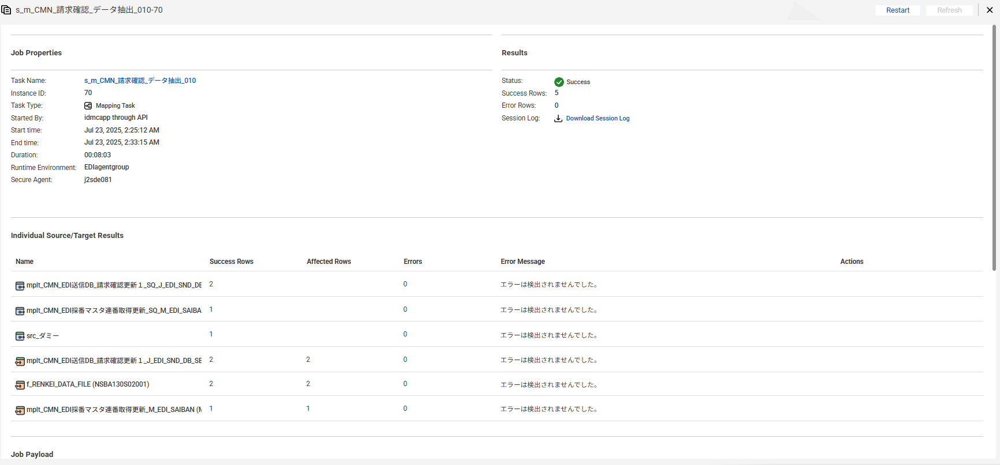 s_m_CMN_請求確認_データ抽出_010-70
Restart
Refresh
Job Properties
Task Name: s_m_CMN_請求確認_データ抽出_010
Instance ID: 70
Task Type: Mapping Task
Started By: idmcapp through API
Start time: Jul 23, 2025, 2:25:12 AM
End time: Jul 23, 2025, 2:33:15 AM
Duration: 00:08:03
Runtime Environment: EDIagentgroup
Secure Agent: j2sde081
Results
Status: Success
Success Rows: 5
Error Rows: 0
Session Log: Download Session Log
Individual Source/Target Results
Name Success Rows Affected Rows Errors Error Message Actions
mplt_CMN_EDI送信DB_請求確認更新１_SQ_J_EDI_SND_DE 2 0 エラーは検出されませんでした。
mplt_CMN_EDI採番マスタ連番取得更新_SQ_M_EDI_SAIBA 1 0 エラーは検出されませんでした。
src_ダミー 1 0 エラーは検出されませんでした。
mplt_CMN_EDI送信DB_請求確認更新１_J_EDI_SND_DB_SE 2 2 0 エラーは検出されませんでした。
f_RENKEI_DATA_FILE (NSBA130S02001) 2 2 0 エラーは検出されませんでした。
mplt_CMN_EDI採番マスタ連番取得更新_M_EDI_SAIBAN (M 1 1 0 エラーは検出されませんでした。
Job Payload